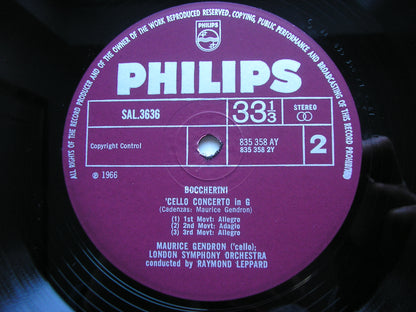 ALL RIGHTS OF THE RECORD PRODUCER AND OF THE OWNER OF THE WORK REPRODUCED RESERVED, COPYING, PUBLIC PERFORMANCE AND BROADCASTING OF THIS RECORD PROHIBITED
PHILIPS
PHILIPS
SAL.3636
33 1/3
STEREO
Copyright Control
835 358 AY
835 358 2Y
2
℗ 1966
BOCCHERINI
'CELLO CONCERTO in G
(Cadenzas: Maurice Gendron)
(1) 1st Movt: Allegro
(2) 2nd Movt: Adagio
(3) 3rd Movt: Allegro
MAURICE GENDRON ('cello);
LONDON SYMPHONY ORCHESTRA
conducted by RAYMOND LEPPARD